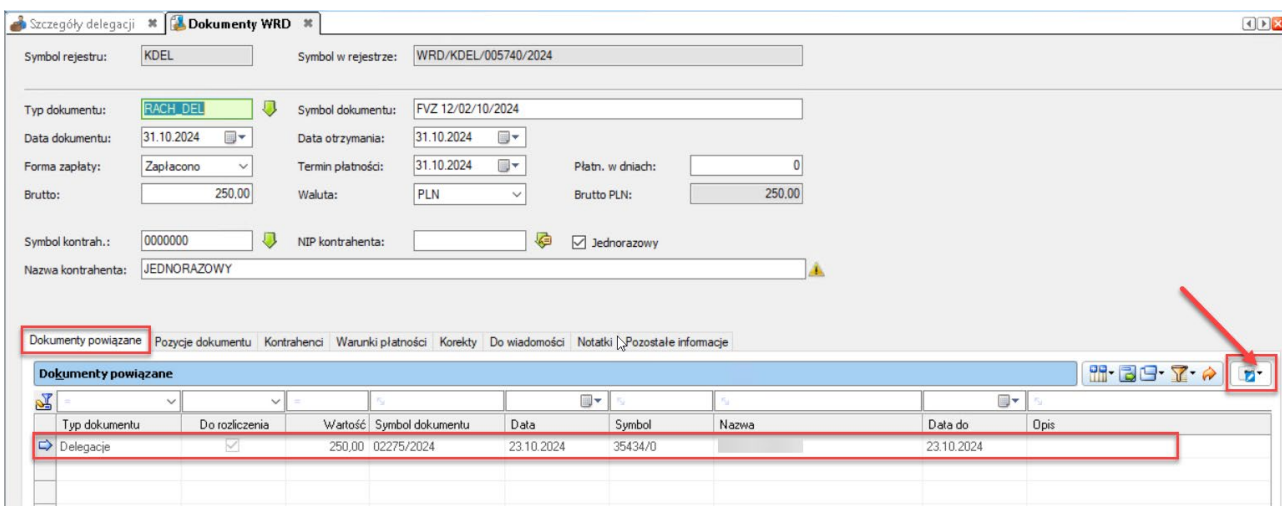 Szczegóły delegacji Dokumenty WRD
Symbol rejestru: KDEL Symbol w rejestrze: WRD/KDEL/005740/2024
Typ dokumentu: RACH_DEL Symbol dokumentu: FVZ 12/02/10/2024
Data dokumentu: 31.10.2024 Data otrzymania: 31.10.2024
Forma zapłaty: Zapłacono Termin płatności: 31.10.2024 Płatn. w dniach: 0
Brutto: 250,00 Waluta: PLN Brutto PLN: 250,00
Symbol kontrah.: 0000000 NIP kontrahenta: Jednorazowy
Nazwa kontrahenta: JEDNORAZOWY
Dokumenty powiązane Pozycje dokumentu Kontrahenci Warunki płatności Korekty Do wiadomości Notatki Pozostałe informacje
Dokumenty powiązane
Typ dokumentu Do rozliczenia Wartość Symbol dokumentu Data Symbol Nazwa Data do Opis
Delegacje 250,00 02275/2024 23.10.2024 35434/0 23.10.2024